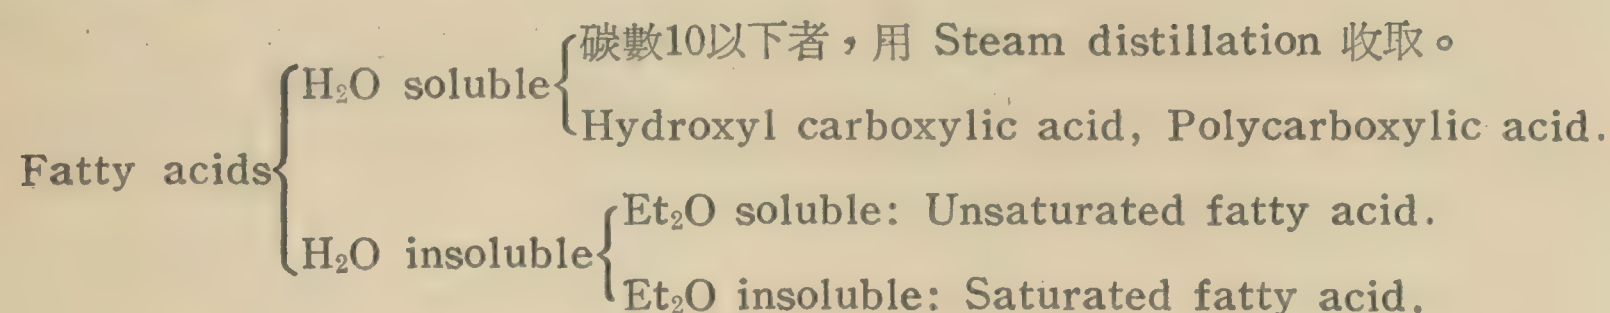 碳數10以下者,用 Steam distillation 收取。
H₂O soluble
Hydroxyl carboxylic acid, Polycarboxylic acid.
Fatty acids
Et₂O soluble: Unsaturated fatty acid.
H₂O insoluble
Et₂O insoluble: Saturated fatty acid.